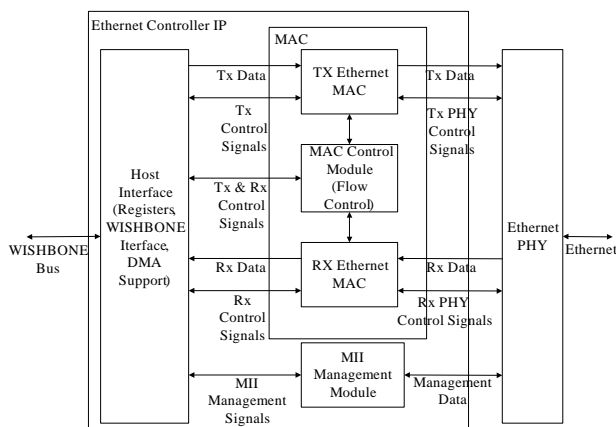 Ethernet Controller IP
MAC
Tx Data
TX Ethernet
MAC
Tx Data
Tx
Control
Signals
Tx PHY
Control
Signals
MAC Control
Module
(Flow
Control)
Host
Interface
(Registers,
WISHBONE
Iterface,
DMA
Support)
Tx & Rx
Control
Signals
WISHBONE
Bus
Ethernet
PHY
Ethernet
Rx Data
RX Ethernet
MAC
Rx Data
Rx
Control
Signals
Rx PHY
Control Signals
MII
Management
Signals
MII
Management
Module
Management
Data